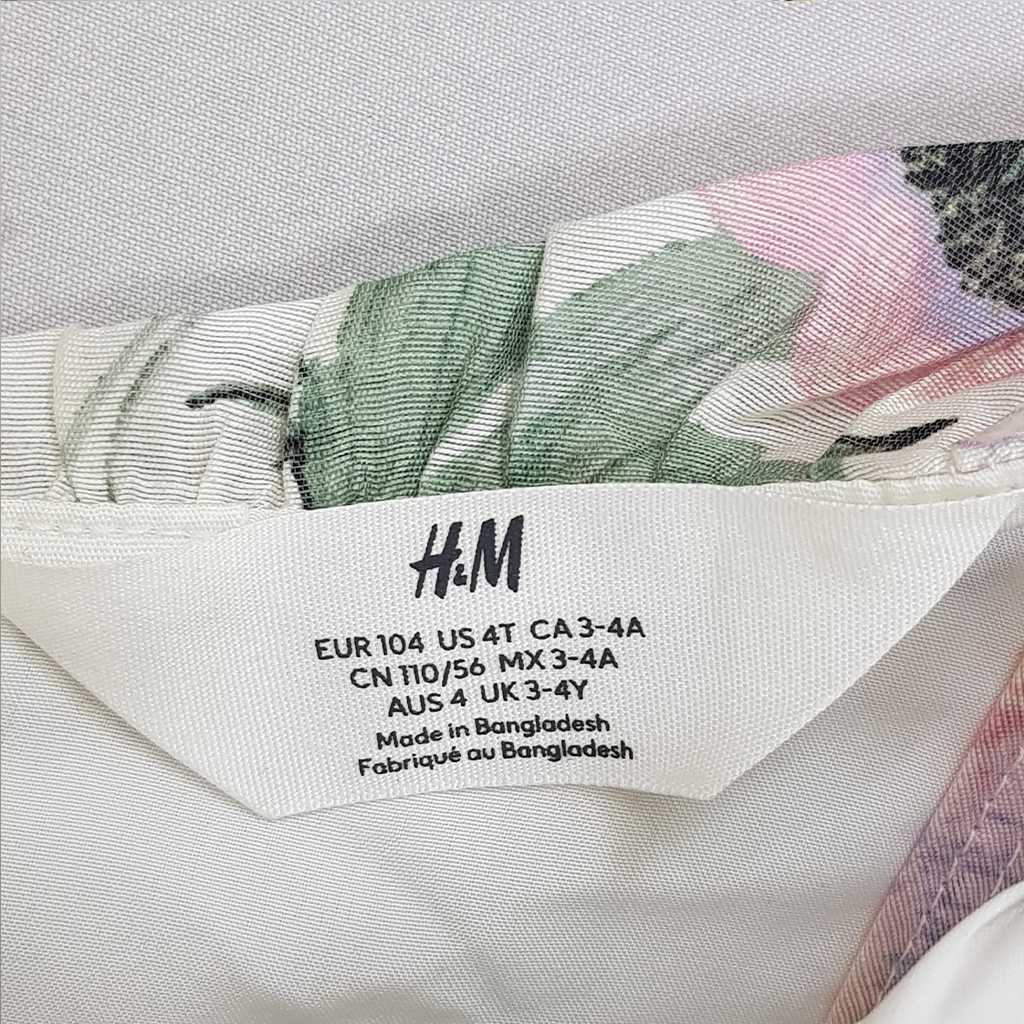 H&M
EUR 104 US 4T CA 3-4A
CN 110/56 MX 3-4A
AUS 4 UK 3-4Y
Made in Bangladesh
Fabriqué au Bangladesh